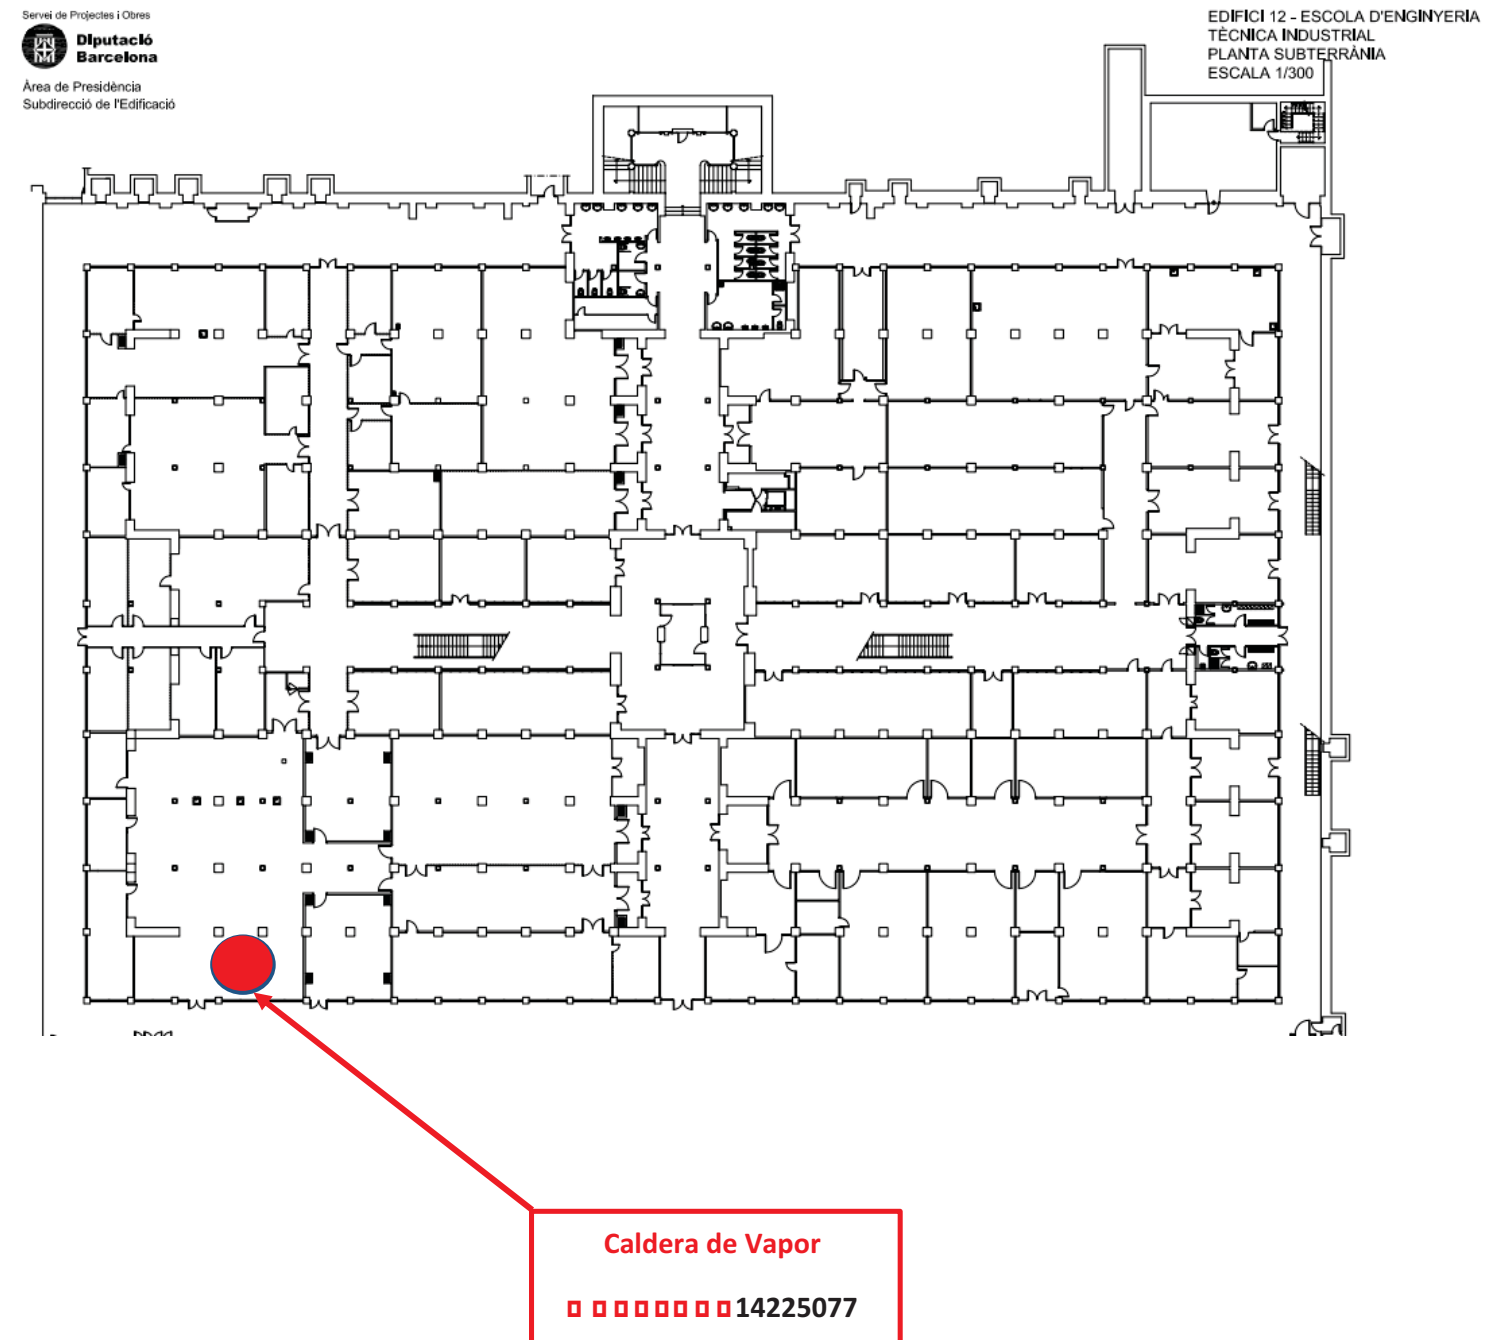 Servei de Projectes i Obres
Diputació
Barcelona
Àrea de Presidència
Subdirecció de l'Edificació
EDIFICI 12 - ESCOLA D'ENGINYERIA
TÈCNICA INDUSTRIAL
PLANTA SUBTERRÀNIA
ESCALA 1/300
Caldera de Vapor
14225077